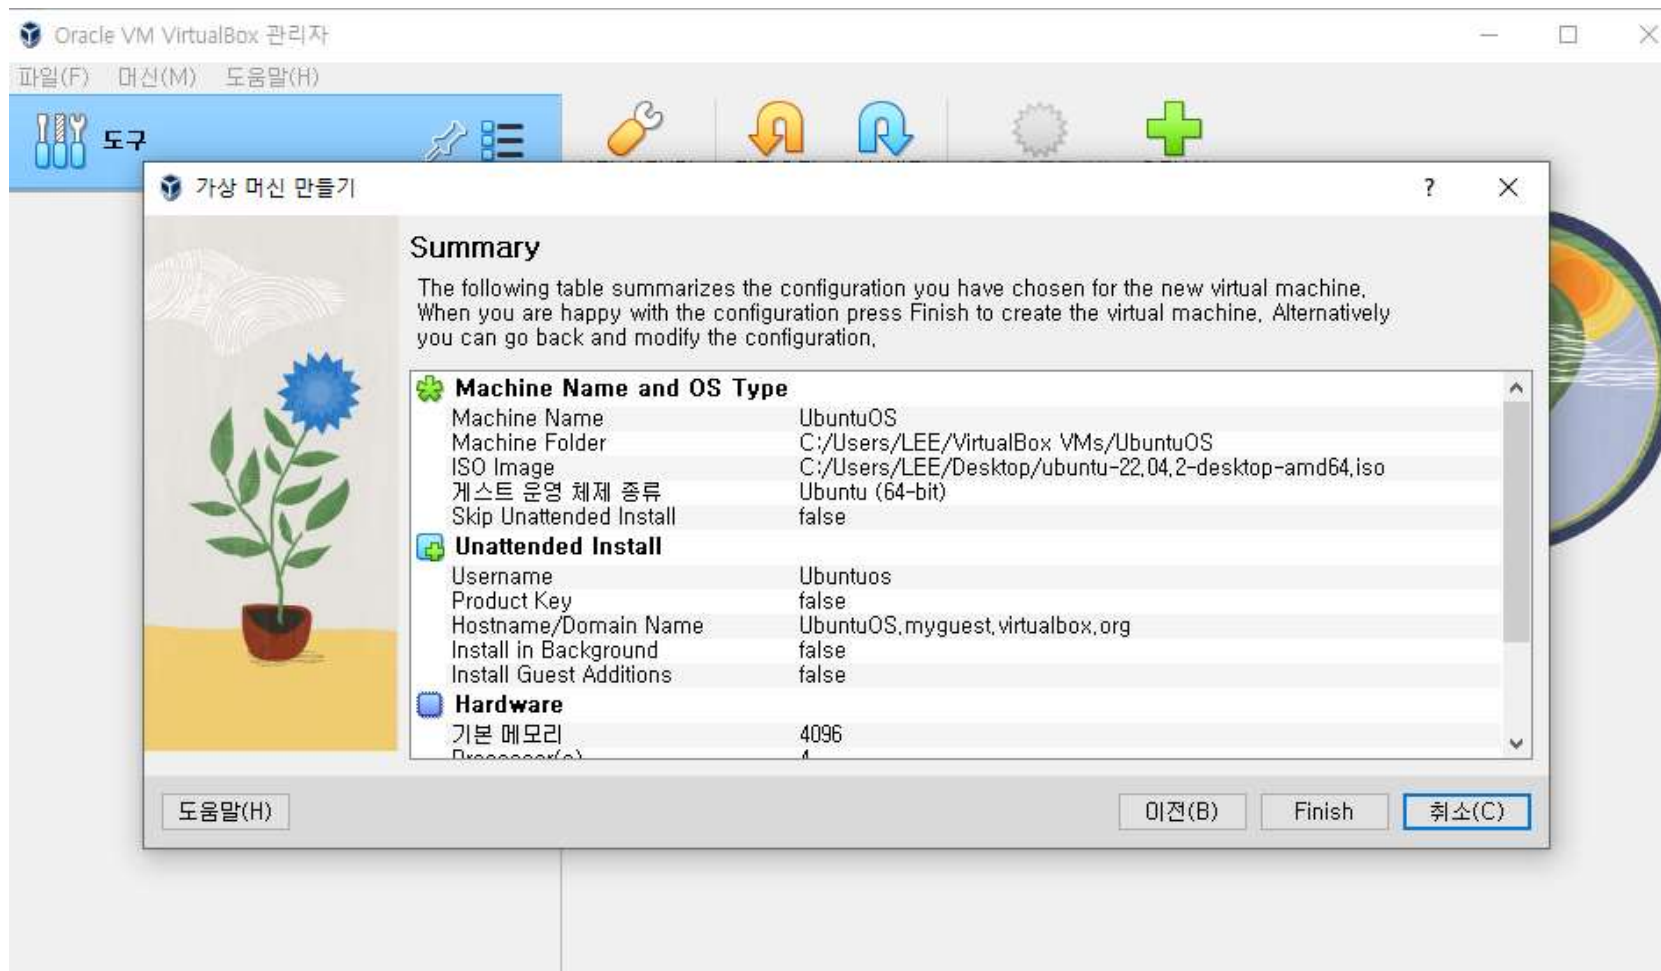 Oracle VM VirtualBox 관리자
파일(F) 머신(M) 도움말(H)
도구
가상 머신 만들기
?
Summary
The following table summarizes the configuration you have chosen for the new virtual machine.
When you are happy with the configuration press Finish to create the virtual machine. Alternatively
you can go back and modify the configuration.
Machine Name and OS Type
Machine Name UbuntuOS
Machine Folder C:/Users/LEE/VirtualBox VMs/UbuntuOS
ISO Image C:/Users/LEE/Desktop/ubuntu-22.04.2-desktop-amd64.iso
게스트 운영 체제 종류 Ubuntu (64-bit)
Skip Unattended Install false
Unattended Install
Username Ubuntuos
Product Key false
Hostname/Domain Name UbuntuOS.myguest.virtualbox.org
Install in Background false
Install Guest Additions false
Hardware
기본 메모리 4096
Processor(s) 4
도움말(H) 이전(B) Finish 취소(C)